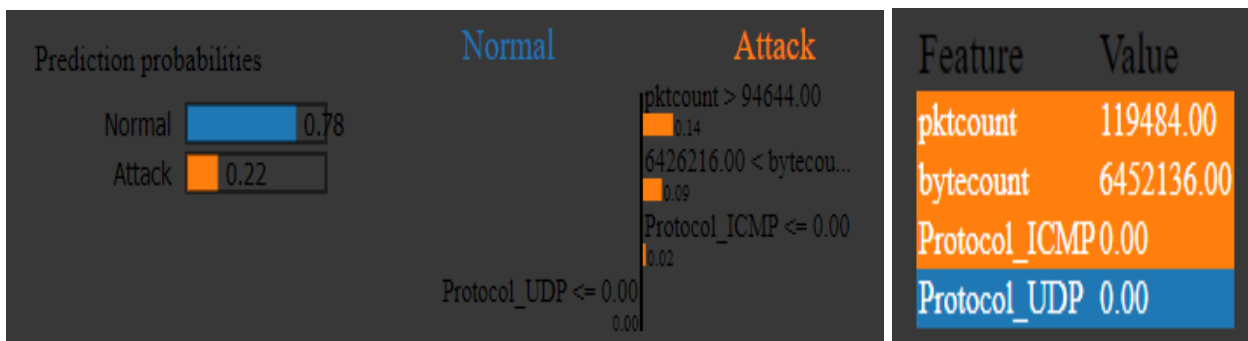 Prediction probabilities
Normal 0.78
Attack 0.22
Normal Attack
pktcount > 94644.00
0.14
6426216.00 < bytecou...
0.09
Protocol_ICMP <= 0.00
0.02
Protocol_UDP <= 0.00
0.00
Feature Value
pktcount 119484.00
bytecount 6452136.00
Protocol_ICMP 0.00
Protocol_UDP 0.00